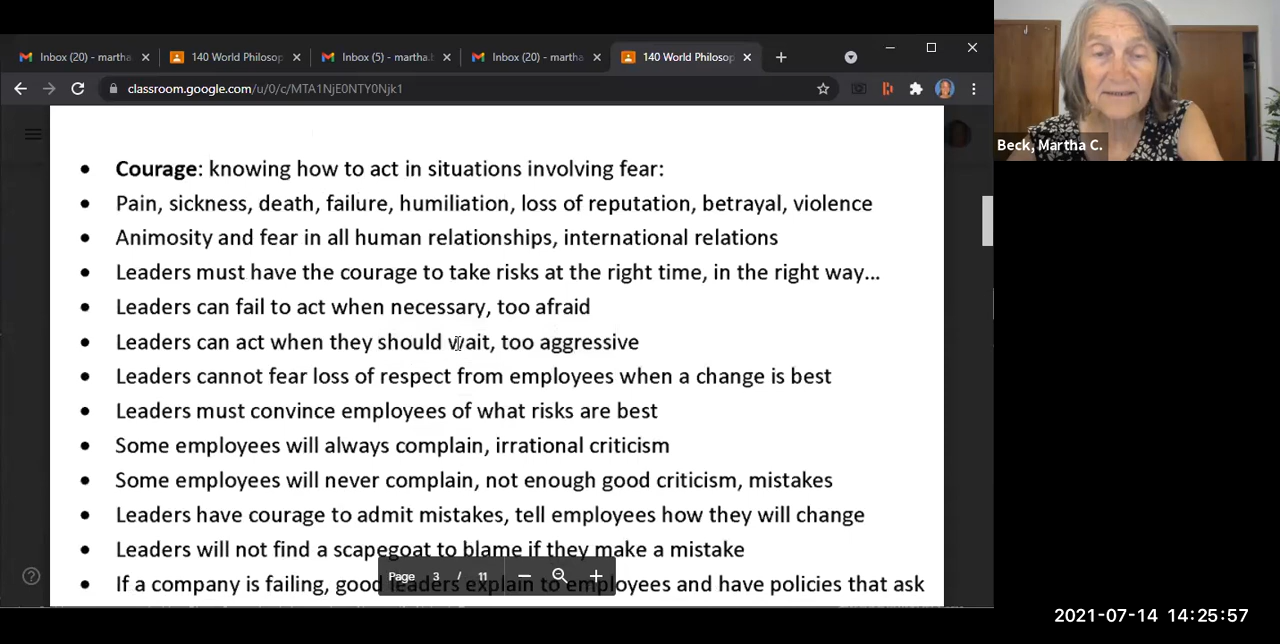 Inbox (20) - martha
140 World Philosop
Inbox (5) - martha.
Inbox (20) - martha
140 World Philosop
classroom.google.com/u/0/c/MTA1NjE0NTY0Njk1
Beck, Martha C.
• Courage: knowing how to act in situations involving fear:
• Pain, sickness, death, failure, humiliation, loss of reputation, betrayal, violence
• Animosity and fear in all human relationships, international relations
• Leaders must have the courage to take risks at the right time, in the right way...
• Leaders can fail to act when necessary, too afraid
• Leaders can act when they should wait, too aggressive
• Leaders cannot fear loss of respect from employees when a change is best
• Leaders must convince employees of what risks are best
• Some employees will always complain, irrational criticism
• Some employees will never complain, not enough good criticism, mistakes
• Leaders have courage to admit mistakes, tell employees how they will change
• Leaders will not find a scapegoat to blame if they make a mistake
• If a company is failing, good leaders explain to employees and have policies that ask
Page 3 / 11
2021-07-14 14:25:57